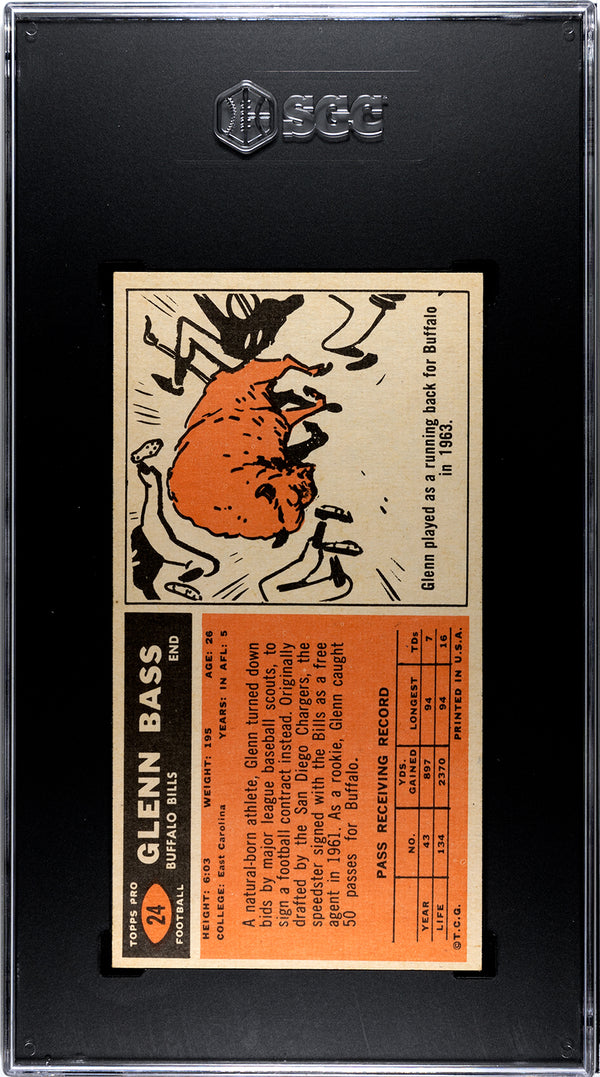 SGC
TOPPS PRO
24
FOOTBALL
GLENN BASS
BUFFALO BILLS
END
HEIGHT: 6:03 WEIGHT: 195 AGE: 26
COLLEGE: East Carolina YEARS: IN AFL: 5
A natural-born athlete, Glenn turned down
bids by major league baseball scouts, to
sign a football contract instead. Originally
drafted by the San Diego Chargers, the
speedster signed with the Bills as a free
agent in 1961. As a rookie, Glenn caught
50 passes for Buffalo.
PASS RECEIVING RECORD
NO. YDS. GAINED LONGEST TDs
YEAR 43 897 94 7
LIFE 134 2370 94 16
©T.C.G. PRINTED IN U.S.A.
Glenn played as a running back for Buffalo
in 1963.